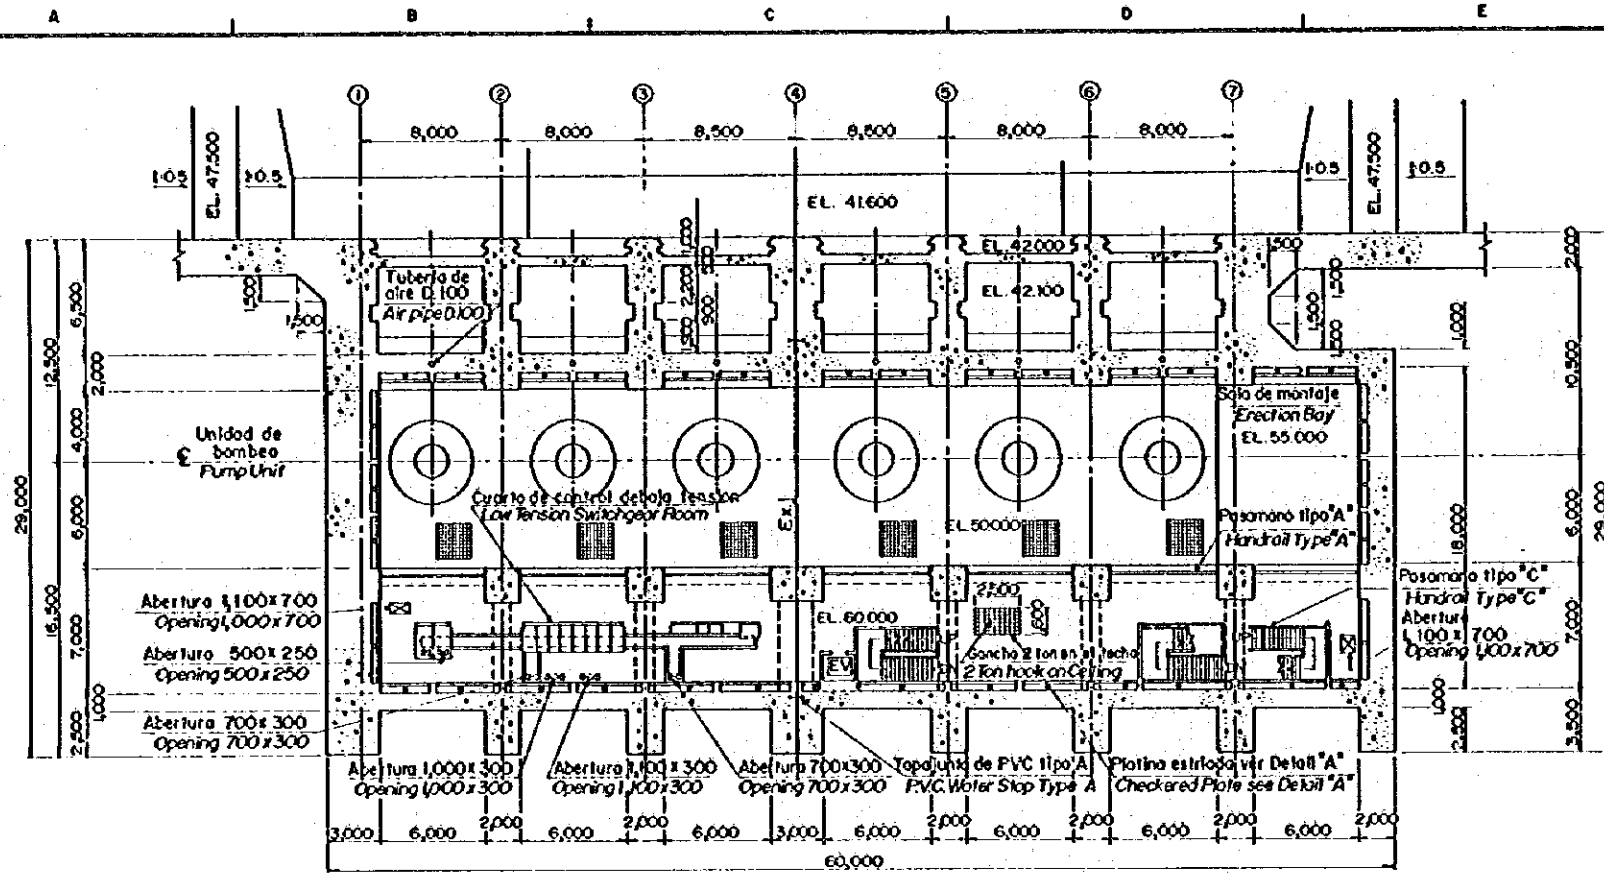 A B C D E
1 2 3 4 5 6 7
8,000 8,000 8,500 8,500 8,000 8,000
1:0.5 EL. 47.500 1:0.5
1:0.5 EL. 47.500 1:0.5
EL. 41.600
EL. 42.000
EL. 42.100
Tubería de
aire D.100
Air pipe D.100
1,500
1,500
2,200
900
1,500
1,500
1,500
1,500
29,000
12,500
16,500
6,500
2,000
4,000
6,000
7,000
1,000
2,500
Unidad de
bombeo
Pump Unit
Sala de montaje
Erection Bay
EL. 55.000
Cuarto de control de baja tension
Low Tension Switchgear Room
Ex.J
EL. 50.000
Pasamano tipo "A"
Handrail Type "A"
Pasamano tipo "C"
Handrail Type "C"
Abertura
1,100 x 700
Opening 1,100 x 700
2,000
1,000
10,500
6,000
18,000
29,000
7,000
1,000
2,500
3,500
Abertura 1,100 x 700
Opening 1,000 x 700
Abertura 500 x 250
Opening 500 x 250
Abertura 700 x 300
Opening 700 x 300
EL. 60.000
EV
Gancho 2 ton en el techo
2 Ton hook on Ceiling
Abertura 1,000 x 300
Opening 1,000 x 300
Abertura 1,100 x 300
Opening 1,100 x 300
Abertura 700 x 300
Opening 700 x 300
Tapajunta de PVC tipo A
P.V.C. Water Stop Type A
Platina estriada ver Detall "A"
Checkered Plate see Detail "A"
3,000 6,000 2,000 6,000 2,000 6,000 3,000 6,000 2,000 6,000 2,000 6,000 2,000 6,000 2,000
60,000